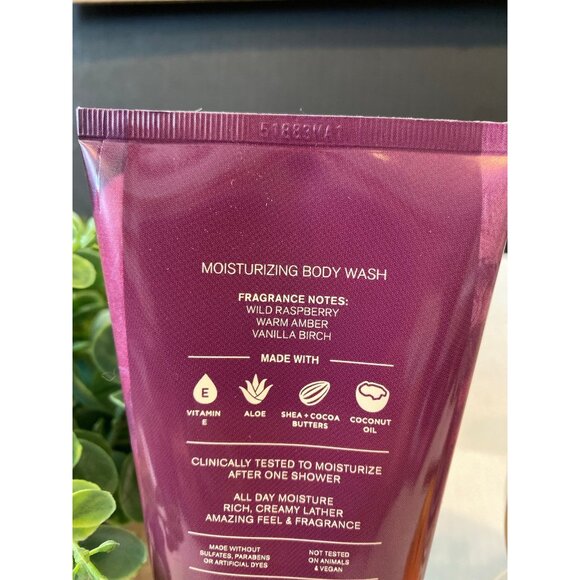 51883VA1
MOISTURIZING BODY WASH
FRAGRANCE NOTES:
WILD RASPBERRY
WARM AMBER
VANILLA BIRCH
MADE WITH
E
VITAMIN E
ALOE
SHEA + COCOA
BUTTERS
COCONUT
OIL
CLINICALLY TESTED TO MOISTURIZE
AFTER ONE SHOWER
ALL DAY MOISTURE
RICH, CREAMY LATHER
AMAZING FEEL & FRAGRANCE
MADE WITHOUT
SULFATES, PARABENS
OR ARTIFICIAL DYES
NOT TESTED
ON ANIMALS
& VEGAN